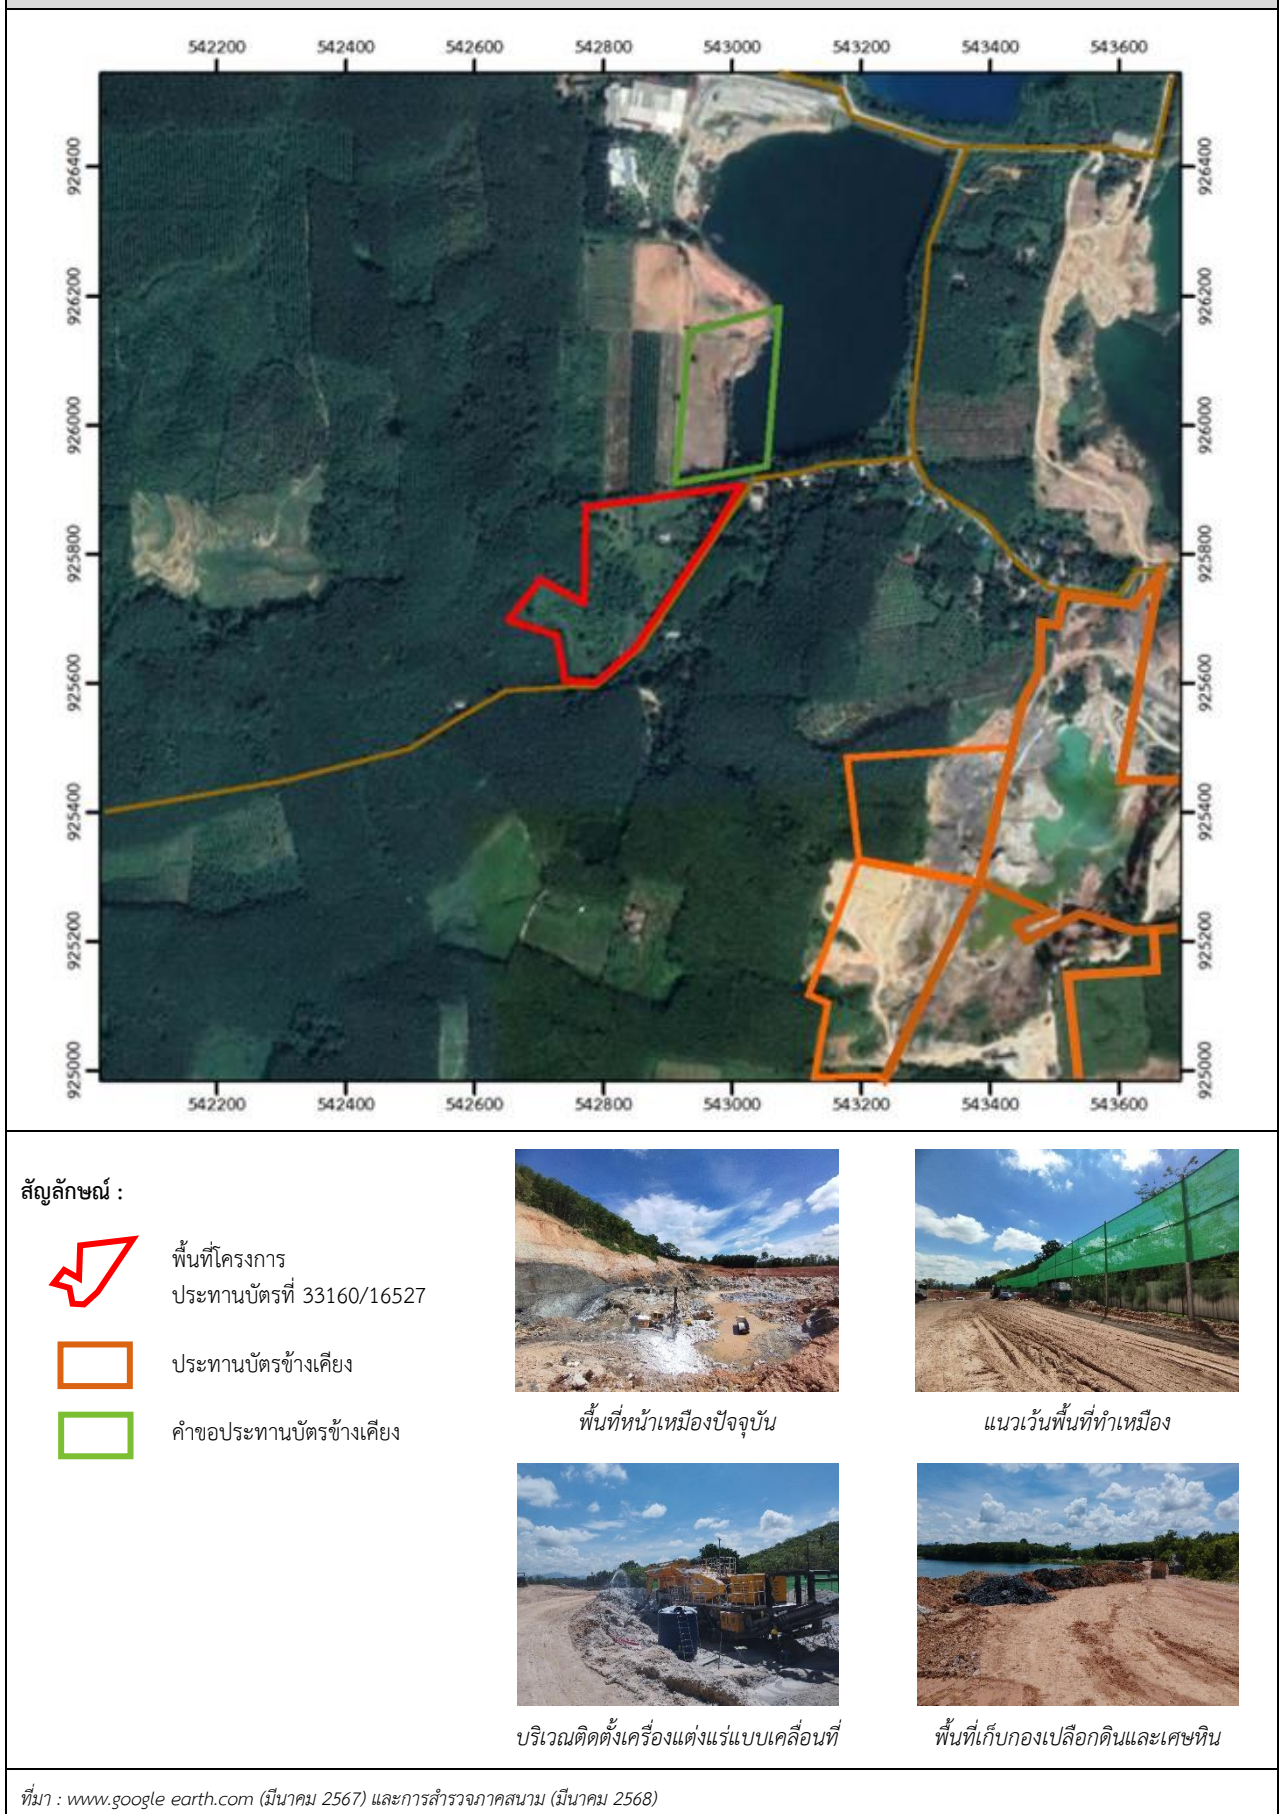 542200 542400 542600 542800 543000 543200 543400 543600
926400 926400
926200 926200
926000 926000
925800 925800
925600 925600
925400 925400
925200 925200
925000 925000
542200 542400 542600 542800 543000 543200 543400 543600
สัญลักษณ์ :
พื้นที่โครงการ
ประทานบัตรที่ 33160/16527
ประทานบัตรข้างเคียง
คำขอประทานบัตรข้างเคียง
พื้นที่หน้าเหมืองปัจจุบัน
แนวเว้นพื้นที่ทำเหมือง
บริเวณติดตั้งเครื่องแต่งแร่แบบเคลื่อนที่
พื้นที่เก็บกองเปลือกดินและเศษหิน
ที่มา : www.google earth.com (มีนาคม 2567) และการสำรวจภาคสนาม (มีนาคม 2568)